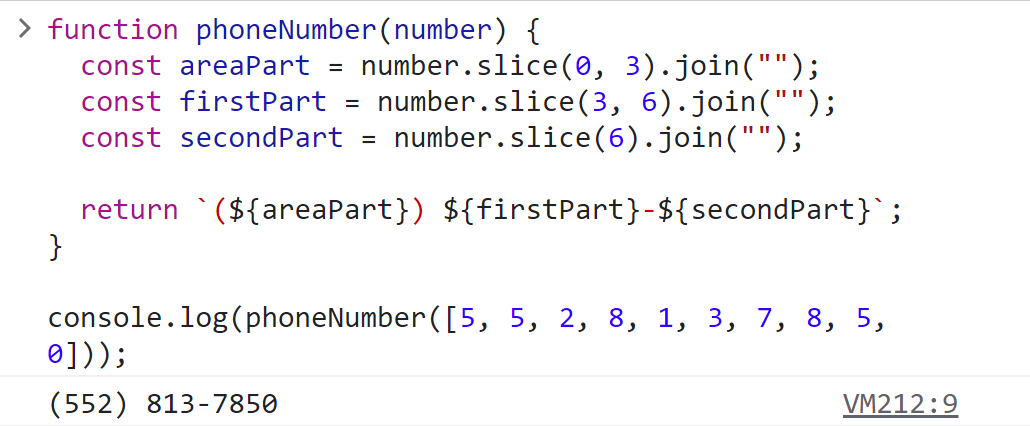 > function phoneNumber(number) {
  const areaPart = number.slice(0, 3).join("");
  const firstPart = number.slice(3, 6).join("");
  const secondPart = number.slice(6).join("");

  return `(${areaPart}) ${firstPart}-${secondPart}`;
}

console.log(phoneNumber([5, 5, 2, 8, 1, 3, 7, 8, 5,
0]));
(552) 813-7850 VM212:9